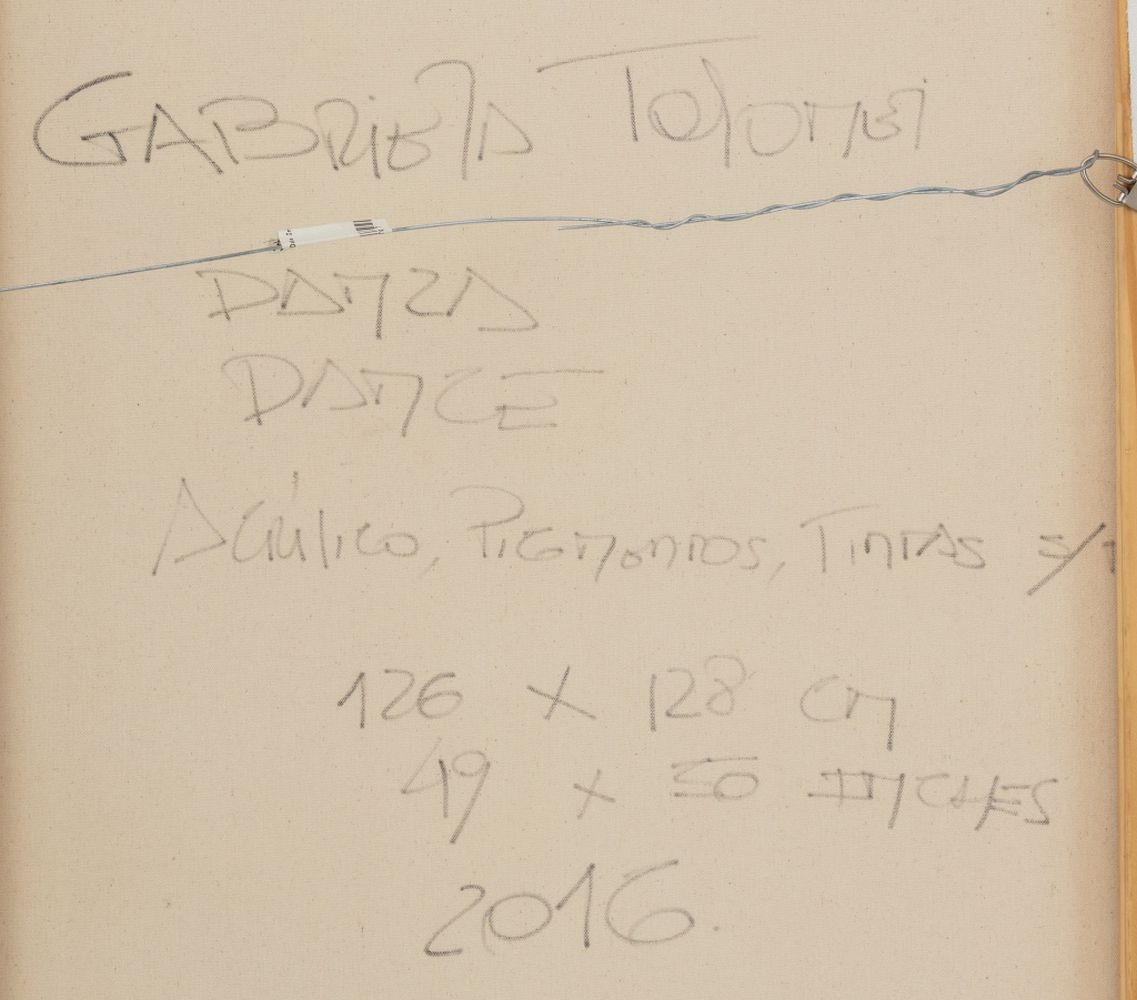 GABRIELA TOLOMEI
DANZA
DANCE
ACRÍLICO, PIGMENTOS, TINTAS S/T
126 X 128 CM
49 X 50 INCHES
2016.